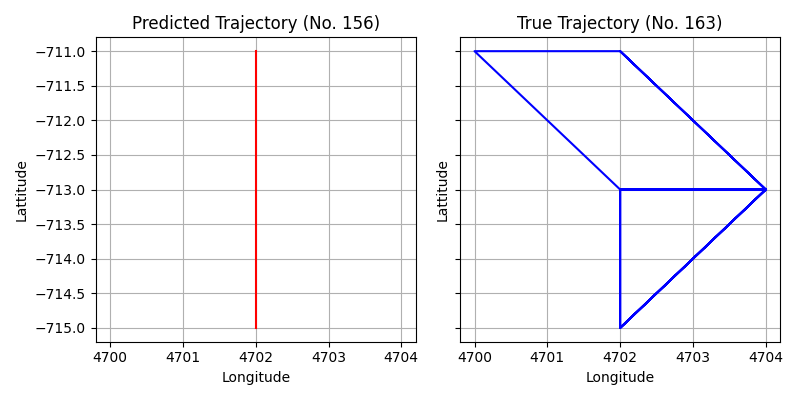 Predicted Trajectory (No. 156)
True Trajectory (No. 163)
−711.0
−711.5
−712.0
−712.5
−713.0
−713.5
−714.0
−714.5
−715.0
Lattitude
Lattitude
4700 4701 4702 4703 4704
4700 4701 4702 4703 4704
Longitude
Longitude